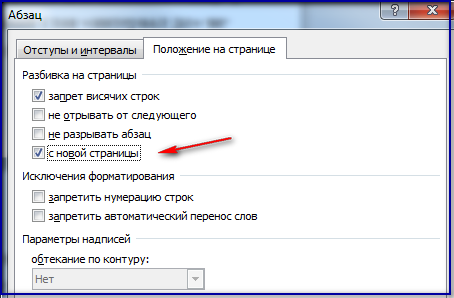 Абзац
Отступы и интервалы
Положение на странице
Разбивка на страницы
запрет висячих строк
не отрывать от следующего
не разрывать абзац
с новой страницы
Исключения форматирования
запретить нумерацию строк
запретить автоматический перенос слов
Параметры надписей
обтекание по контуру:
Нет